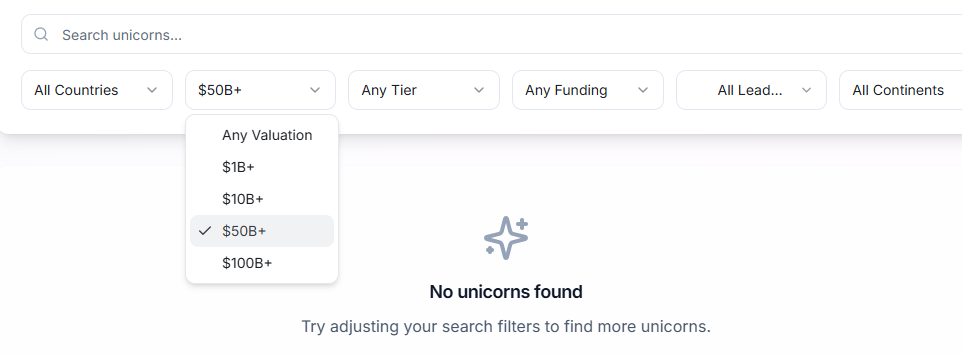 Search unicorns...
All Countries $50B+ Any Tier Any Funding All Lead... All Continents
Any Valuation
$1B+
$10B+
$50B+
$100B+
No unicorns found
Try adjusting your search filters to find more unicorns.